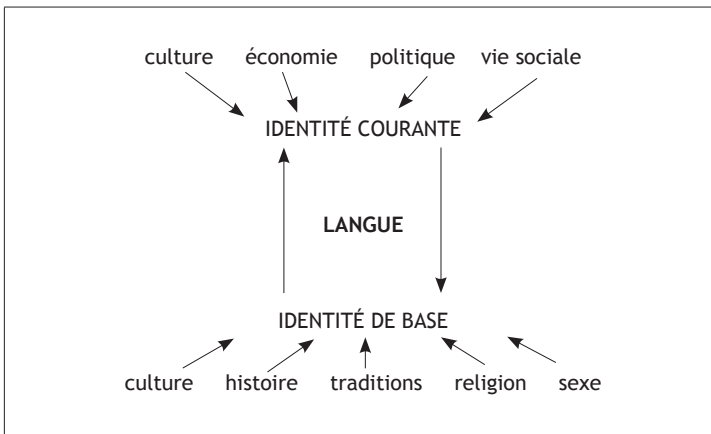 culture économie politique vie sociale
IDENTITÉ COURANTE
LANGUE
IDENTITÉ DE BASE
culture histoire traditions religion sexe